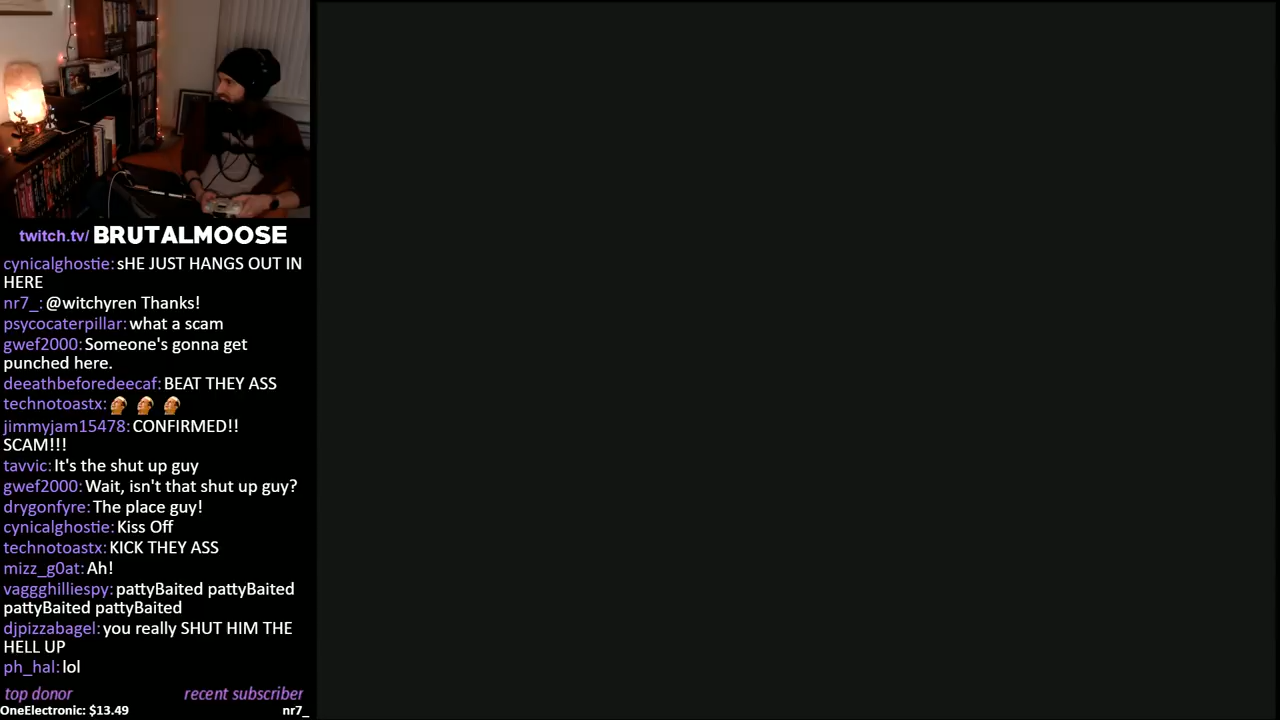 twitch.tv/BRUTALMOOSE
cynicalghostie: sHE JUST HANGS OUT IN
HERE
nr7_: @witchyren Thanks!
psycocaterpillar: what a scam
gwef2000: Someone's gonna get
punched here.
deeathbeforedeecaf: BEAT THEY ASS
technotoastx:
jimmyjam15478: CONFIRMED!!
SCAM!!!
tavvic: It's the shut up guy
gwef2000: Wait, isn't that shut up guy?
drygonfyre: The place guy!
cynicalghostie: Kiss Off
technotoastx: KICK THEY ASS
mizz_g0at: Ah!
vaggghilliespy: pattyBaited pattyBaited
pattyBaited pattyBaited
djpizzabagel: you really SHUT HIM THE
HELL UP
ph_hal: lol
top donor recent subscriber
OneElectronic: $13.49 nr7_